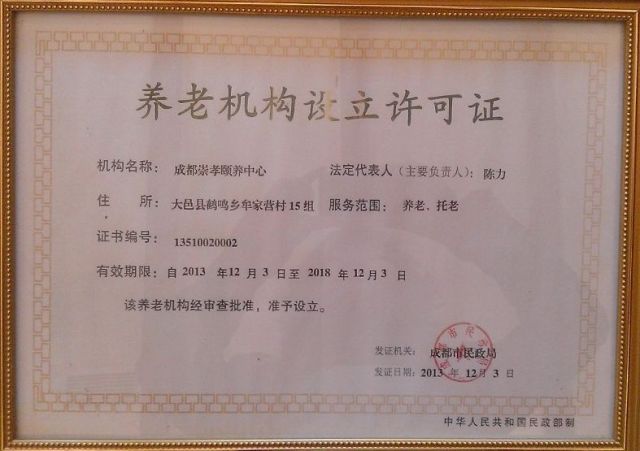 养老机构设立许可证
机构名称： 成都崇孝颐养中心 法定代表人（主要负责人）： 陈力
住 所： 大邑县鹤鸣乡牟家营村 15 组 服务范围： 养老、托老
证书编号： 13510020002
有效期限： 自 2013 年 12 月 3 日至 2018 年 12 月 3 日
该养老机构经审查批准，准予设立。
发证机关： 成都市民政局
发证日期： 2013 年 12 月 3 日
中华人民共和国民政部制